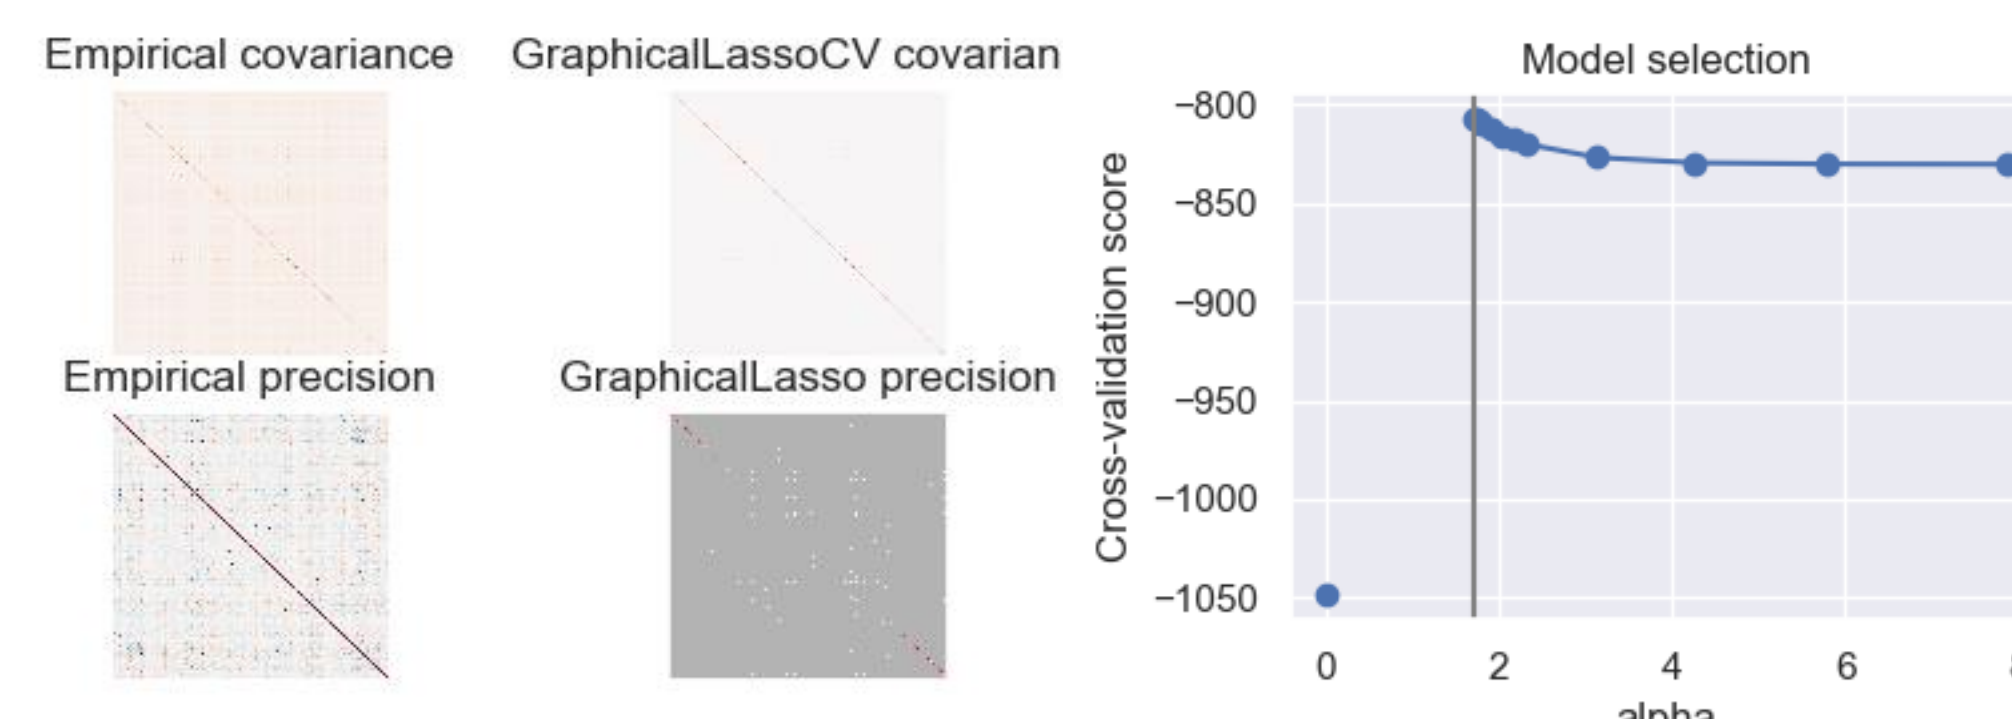 Empirical covariance
GraphicalLassoCV covarian
Empirical precision
GraphicalLasso precision
Model selection
Cross-validation score
−800
−850
−900
−950
−1000
−1050
0
2
4
6
alpha